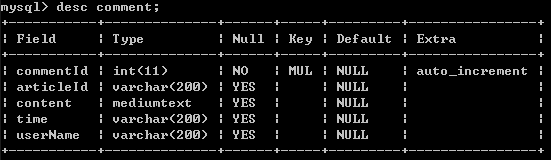 mysql> desc comment;
+------------+--------------+------+-----+---------+----------------+
| Field      | Type         | Null | Key | Default | Extra          |
+------------+--------------+------+-----+---------+----------------+
| commentId  | int(11)      | NO   | MUL | NULL    | auto_increment |
| articleId  | varchar(200) | YES  |     | NULL    |                |
| content    | mediumtext   | YES  |     | NULL    |                |
| time       | varchar(200) | YES  |     | NULL    |                |
| userName   | varchar(200) | YES  |     | NULL    |                |
+------------+--------------+------+-----+---------+----------------+